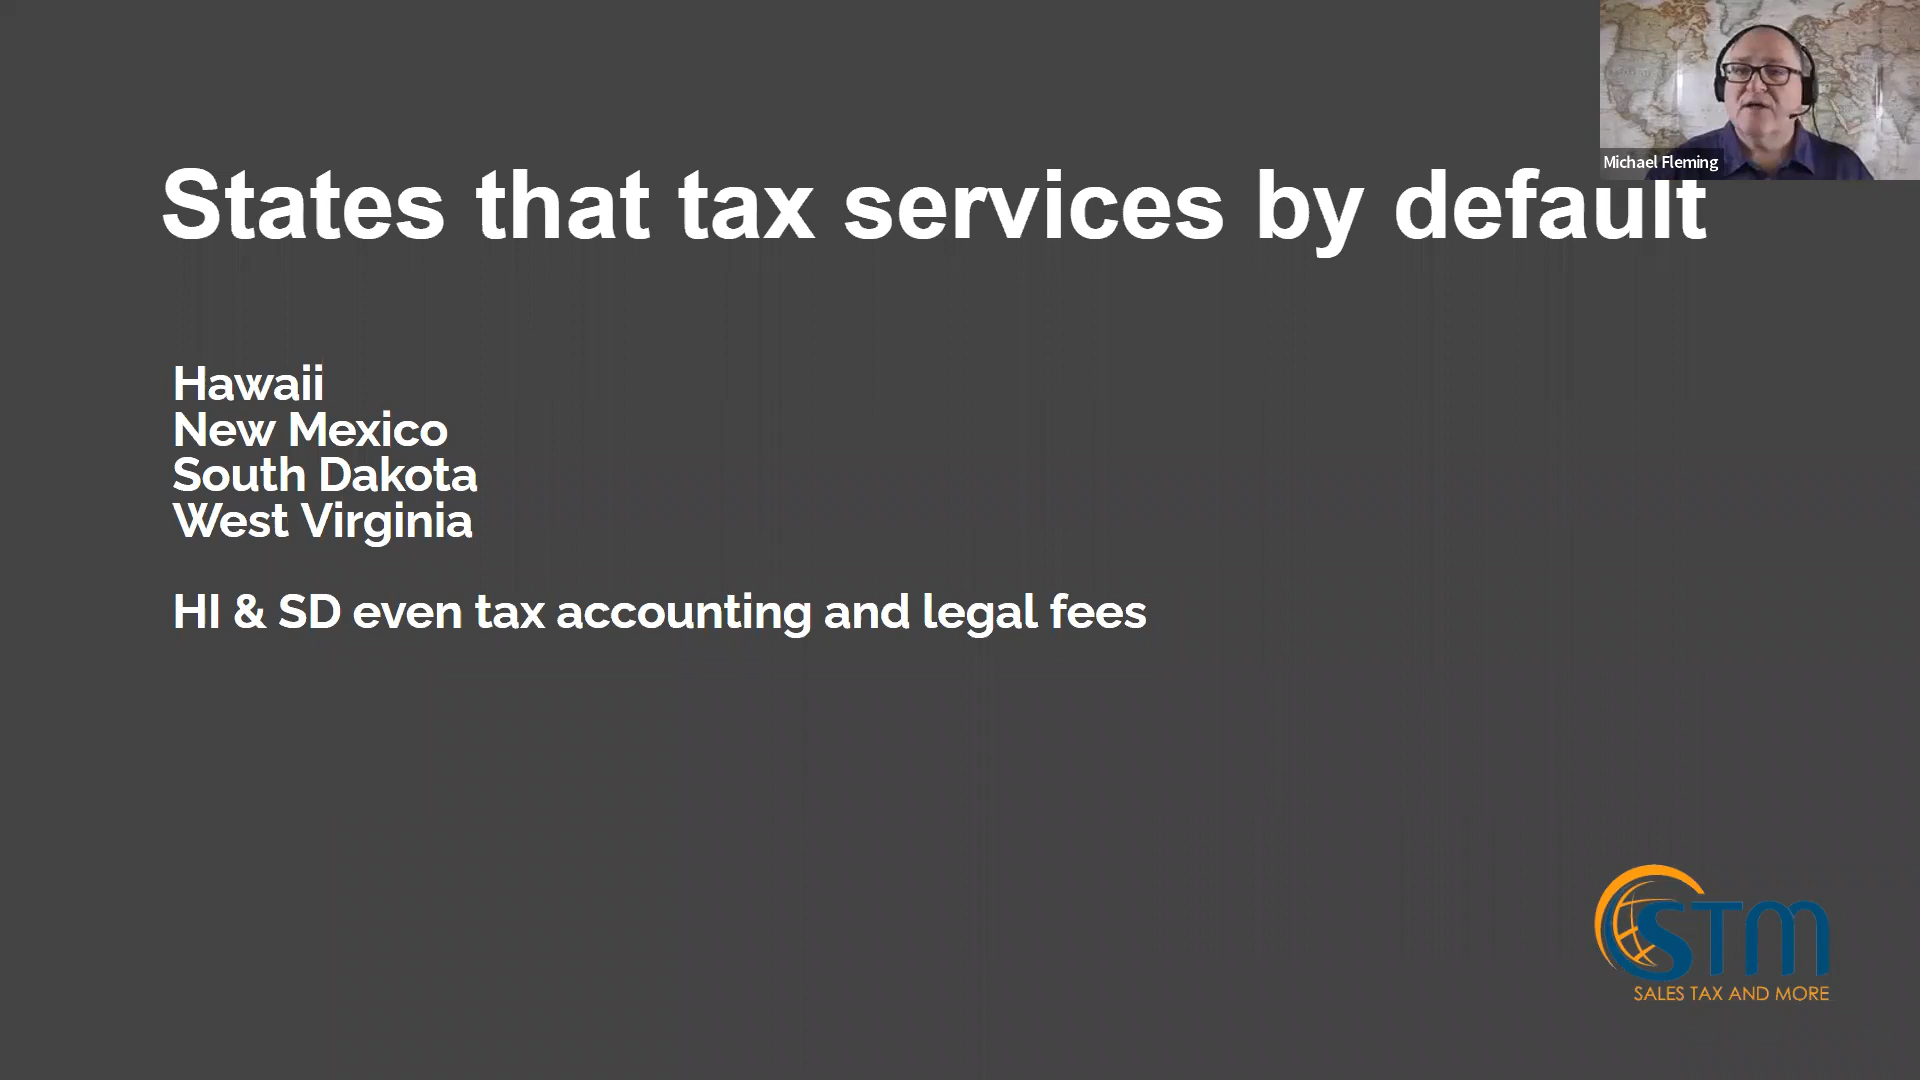 Michael Fleming
States that tax services by default
Hawaii
New Mexico
South Dakota
West Virginia
HI & SD even tax accounting and legal fees
STM
SALES TAX AND MORE